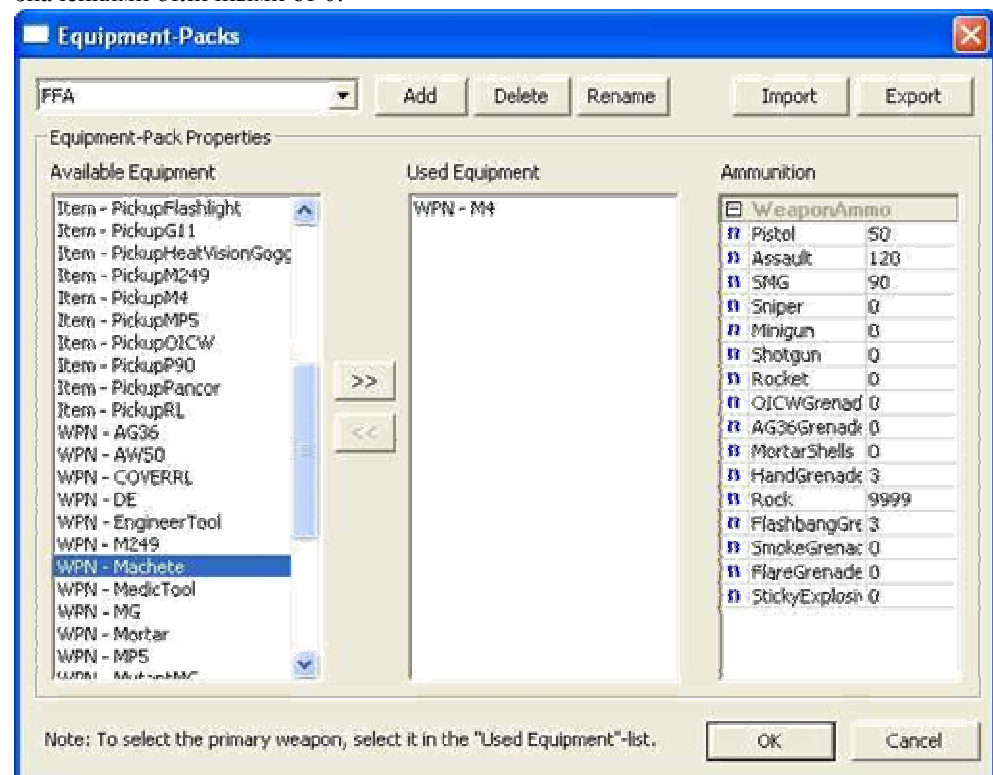 Equipment-Packs
FFA
Add Delete Rename Import Export
Equipment-Pack Properties
Available Equipment
Item - PickupFlashlight
Item - PickupG11
Item - PickupHeatVisionGogg
Item - PickupM249
Item - PickupM4
Item - PickupMP5
Item - PickupOICW
Item - PickupP90
Item - PickupPancor
Item - PickupRL
WPN - AG36
WPN - AW50
WPN - COVERRL
WPN - DE
WPN - EngineerTool
WPN - M249
WPN - Machete
WPN - MedicTool
WPN - MG
WPN - Mortar
WPN - MP5
WPN - MutantMG
>>
<<
Used Equipment
WPN - M4
Ammunition
WeaponAmmo
Pistol 50
Assault 120
SMG 90
Sniper 0
Minigun 0
Shotgun 0
Rocket 0
OICWGrenad 0
AG36Grenade 0
MortarShells 0
HandGrenade 3
Rock 9999
FlashbangGre 3
SmokeGrenac 0
FlareGrenade 0
StickyExplosiv 0
Note: To select the primary weapon, select it in the "Used Equipment"-list.
OK Cancel